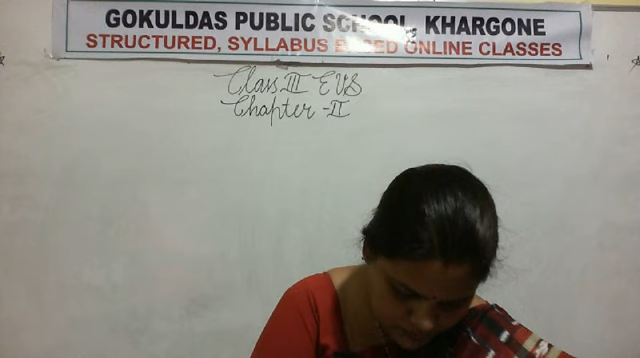 GOKULDAS PUBLIC SCHOOL, KHARGONE
STRUCTURED, SYLLABUS BASED ONLINE CLASSES
Class III EVS
Chapter - II